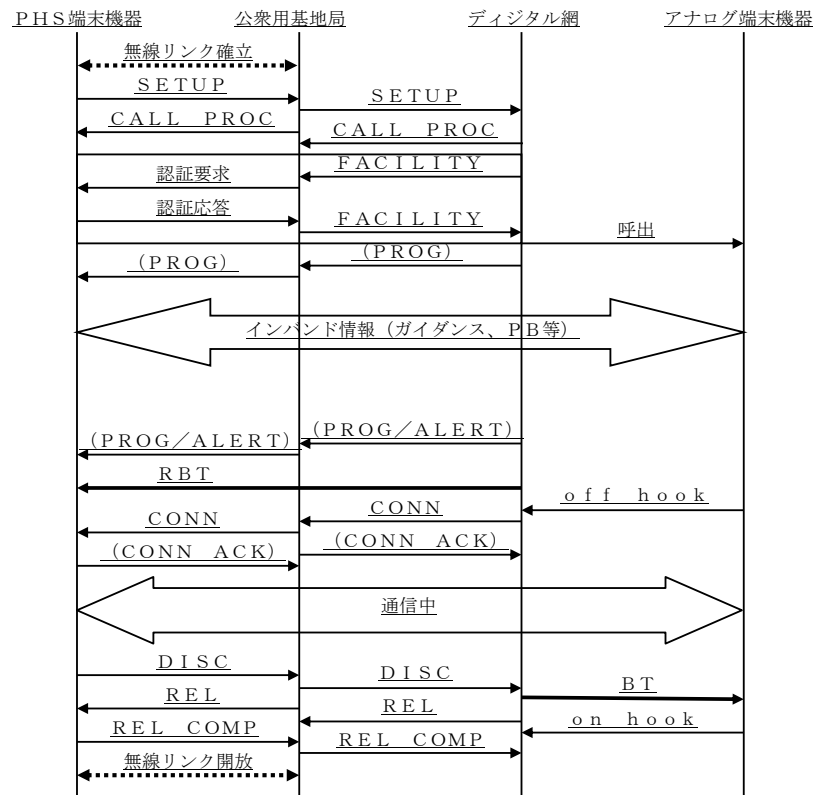 ＰＨＳ端末機器 公衆用基地局 ディジタル網 アナログ端末機器
無線リンク確立
ＳＥＴＵＰ
ＳＥＴＵＰ
ＣＡＬＬ　ＰＲＯＣ
ＣＡＬＬ　ＰＲＯＣ
ＦＡＣＩＬＩＴＹ
認証要求
認証応答
ＦＡＣＩＬＩＴＹ
呼出
（ＰＲＯＧ）
（ＰＲＯＧ）
インバンド情報（ガイダンス、ＰＢ等）
（ＰＲＯＧ／ＡＬＥＲＴ）
（ＰＲＯＧ／ＡＬＥＲＴ）
ＲＢＴ
ｏｆｆ　ｈｏｏｋ
ＣＯＮＮ
ＣＯＮＮ
（ＣＯＮＮ　ＡＣＫ）
（ＣＯＮＮ　ＡＣＫ）
通信中
ＤＩＳＣ
ＤＩＳＣ
ＢＴ
ＲＥＬ
ＲＥＬ
ｏｎ　ｈｏｏｋ
ＲＥＬ　ＣＯＭＰ
ＲＥＬ　ＣＯＭＰ
無線リンク開放